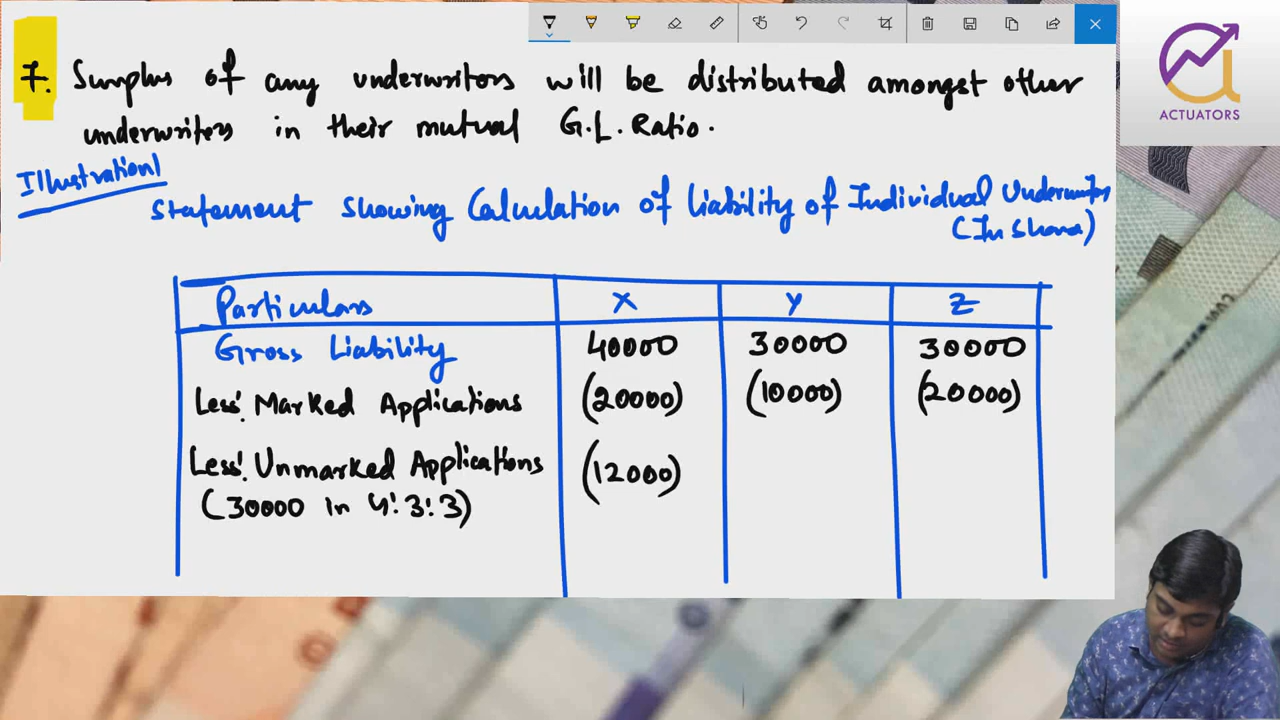 ACTUATORS
7. Surplus of any underwriters will be distributed amongst other
underwriters in their mutual G.L. Ratio.
Illustration 1
Statement showing Calculation of Liability of Individual Underwriters
(In Shares)
Particulars X Y Z
Gross Liability 40000 30000 30000
Less: Marked Applications (20000) (10000) (20000)
Less: Unmarked Applications (12000)
(30000 in 4:3:3)